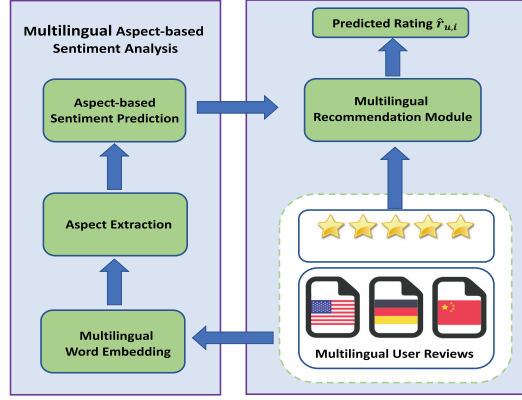 Multilingual Aspect-based
Sentiment Analysis
Aspect-based
Sentiment Prediction
Aspect Extraction
Multilingual
Word Embedding
Predicted Rating r̂u,i
Multilingual
Recommendation Module
Multilingual User Reviews